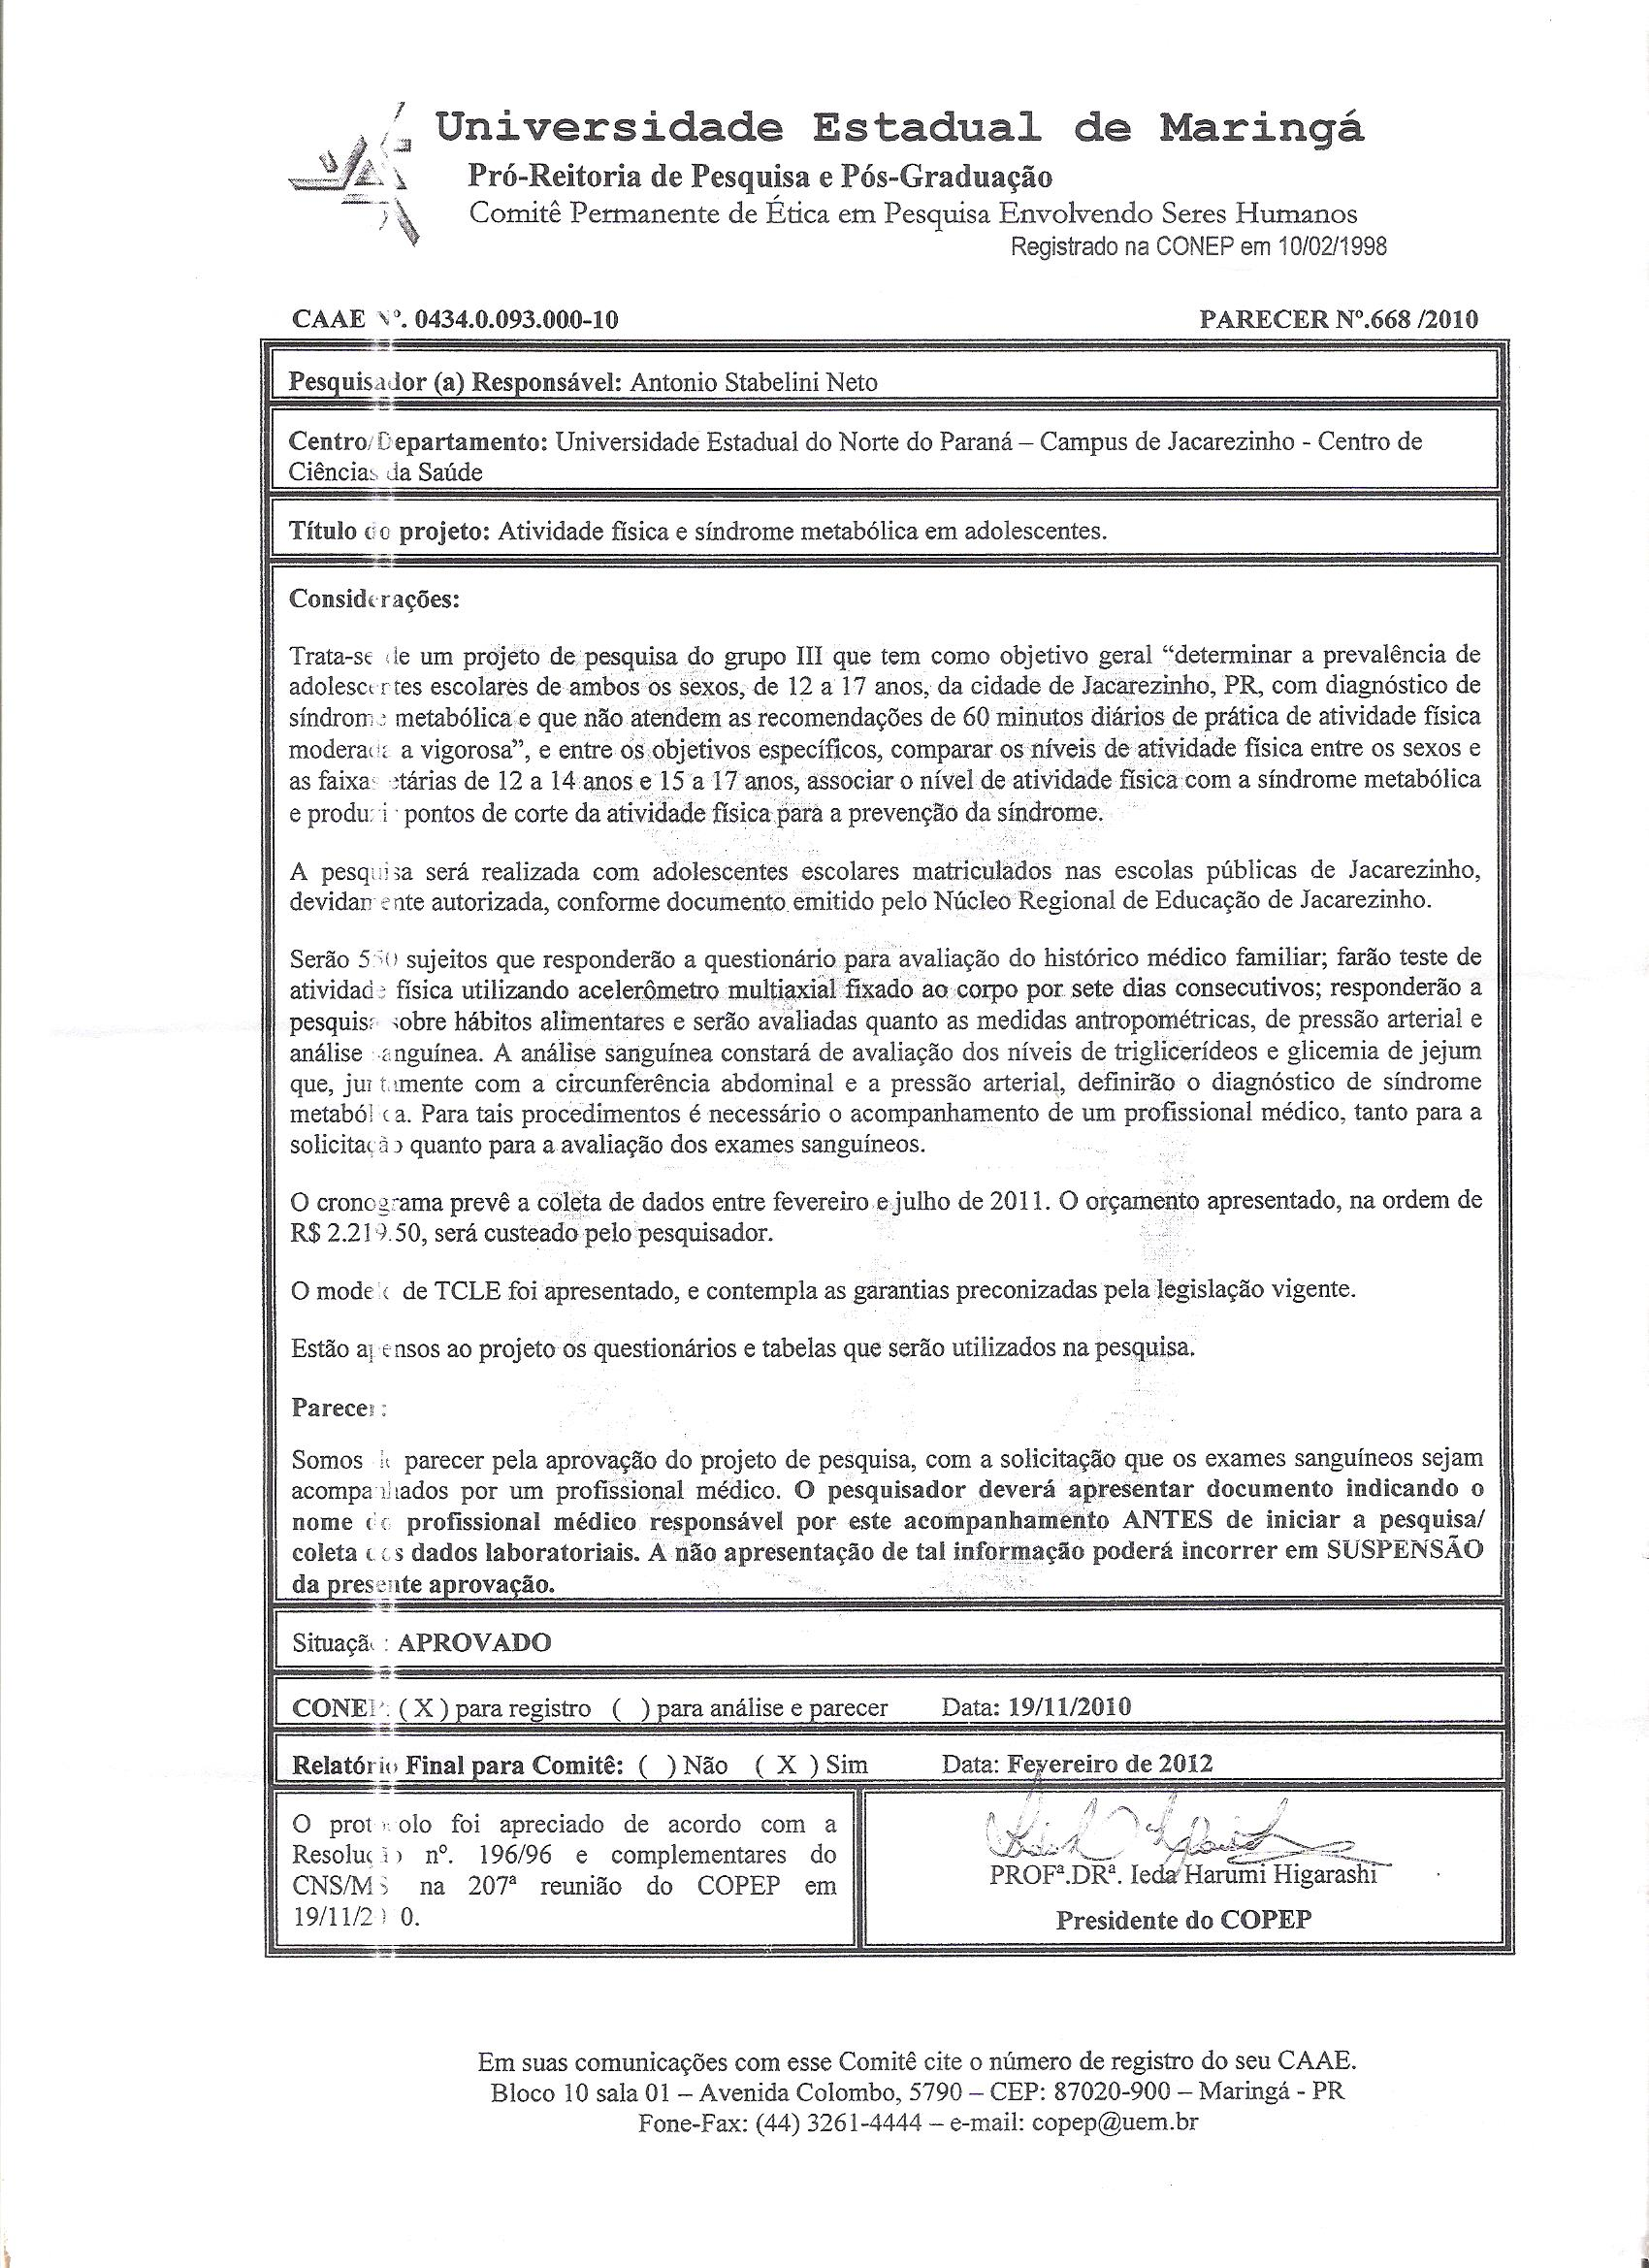 Universidade Estadual de Maringá
Pró-Reitoria de Pesquisa e Pós-Graduação
Comitê Permanente de Ética em Pesquisa Envolvendo Seres Humanos
Registrado na CONEP em 10/02/1998
CAAE Nº. 0434.0.093.000-10 PARECER Nº.668 /2010
Pesquisador (a) Responsável: Antonio Stabelini Neto
Centro/Departamento: Universidade Estadual do Norte do Paraná – Campus de Jacarezinho - Centro de
Ciências da Saúde
Título do projeto: Atividade física e síndrome metabólica em adolescentes.
Considerações:
Trata-se de um projeto de pesquisa do grupo III que tem como objetivo geral “determinar a prevalência de
adolescentes escolares de ambos os sexos, de 12 a 17 anos, da cidade de Jacarezinho, PR, com diagnóstico de
síndrome metabólica e que não atendem as recomendações de 60 minutos diários de prática de atividade física
moderada a vigorosa”, e entre os objetivos específicos, comparar os níveis de atividade física entre os sexos e
as faixas etárias de 12 a 14 anos e 15 a 17 anos, associar o nível de atividade física com a síndrome metabólica
e produzir pontos de corte da atividade física para a prevenção da síndrome.
A pesquisa será realizada com adolescentes escolares matriculados nas escolas públicas de Jacarezinho,
devidamente autorizada, conforme documento emitido pelo Núcleo Regional de Educação de Jacarezinho.
Serão sujeitos que responderão a questionário para avaliação do histórico médico familiar; farão teste de
atividade física utilizando acelerômetro multiaxial fixado ao corpo por sete dias consecutivos; responderão a
pesquisa sobre hábitos alimentares e serão avaliadas quanto as medidas antropométricas, de pressão arterial e
análise sanguínea. A análise sanguínea constará de avaliação dos níveis de triglicerídeos e glicemia de jejum
que, juntamente com a circunferência abdominal e a pressão arterial, definirão o diagnóstico de síndrome
metabólica. Para tais procedimentos é necessário o acompanhamento de um profissional médico, tanto para a
solicitação quanto para a avaliação dos exames sanguíneos.
O cronograma prevê a coleta de dados entre fevereiro e julho de 2011. O orçamento apresentado, na ordem de
R$ 2.219.50, será custeado pelo pesquisador.
O modelo de TCLE foi apresentado, e contempla as garantias preconizadas pela legislação vigente.
Estão apensos ao projeto os questionários e tabelas que serão utilizados na pesquisa.
Parecer:
Somos de parecer pela aprovação do projeto de pesquisa, com a solicitação que os exames sanguíneos sejam
acompanhados por um profissional médico. O pesquisador deverá apresentar documento indicando o
nome do profissional médico responsável por este acompanhamento ANTES de iniciar a pesquisa/
coleta dos dados laboratoriais. A não apresentação de tal informação poderá incorrer em SUSPENSÃO
da presente aprovação.
Situação: APROVADO
CONEP: ( X ) para registro ( ) para análise e parecer Data: 19/11/2010
Relatório Final para Comitê: ( ) Não ( X ) Sim Data: Fevereiro de 2012
O protocolo foi apreciado de acordo com a
Resolução nº. 196/96 e complementares do
CNS/MS na 207ª reunião do COPEP em
19/11/2010.
PROFª.DRª. Ieda Harumi Higarashi
Presidente do COPEP
Em suas comunicações com esse Comitê cite o número de registro do seu CAAE.
Bloco 10 sala 01 – Avenida Colombo, 5790 – CEP: 87020-900 – Maringá - PR
Fone-Fax: (44) 3261-4444 – e-mail: copep@uem.br